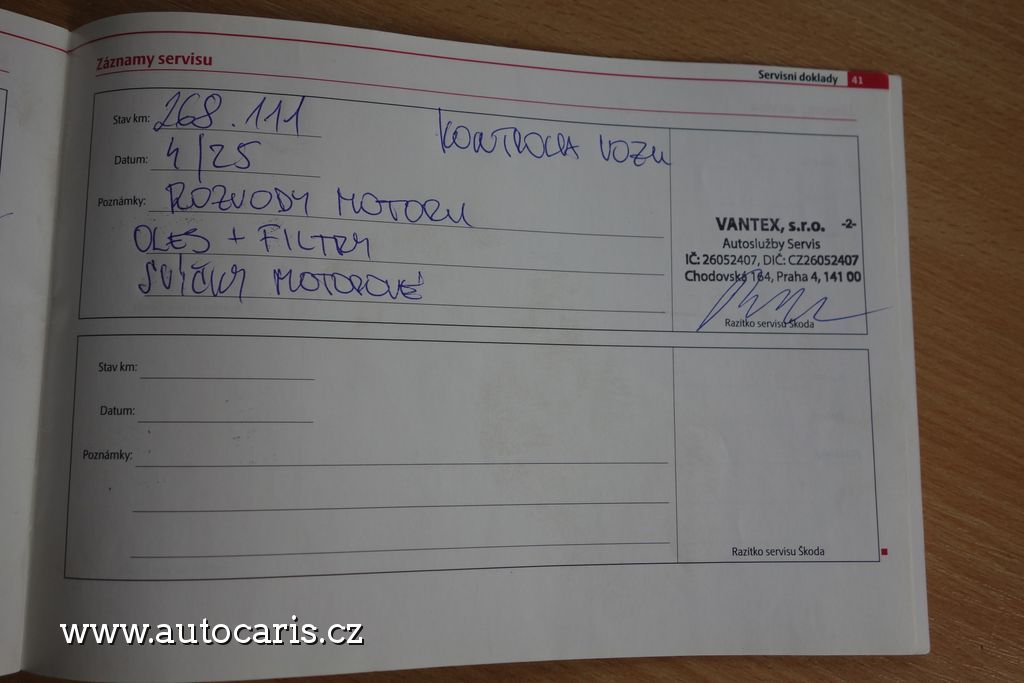 Záznamy servisu
Servisní doklady 41
Stav km: 268.111
KONTROLA VOZU
Datum: 4/25
Poznámky: ROZVODY MOTORU
OLEJ + FILTRY
SVÍČKY MOTOROVÉ
VANTEX, s.r.o. -2-
Autoslužby Servis
IČ: 26052407, DIČ: CZ26052407
Chodovská 164, Praha 4, 141 00
Razítko servisu Škoda
Stav km:
Datum:
Poznámky:
Razítko servisu Škoda
www.autocaris.cz